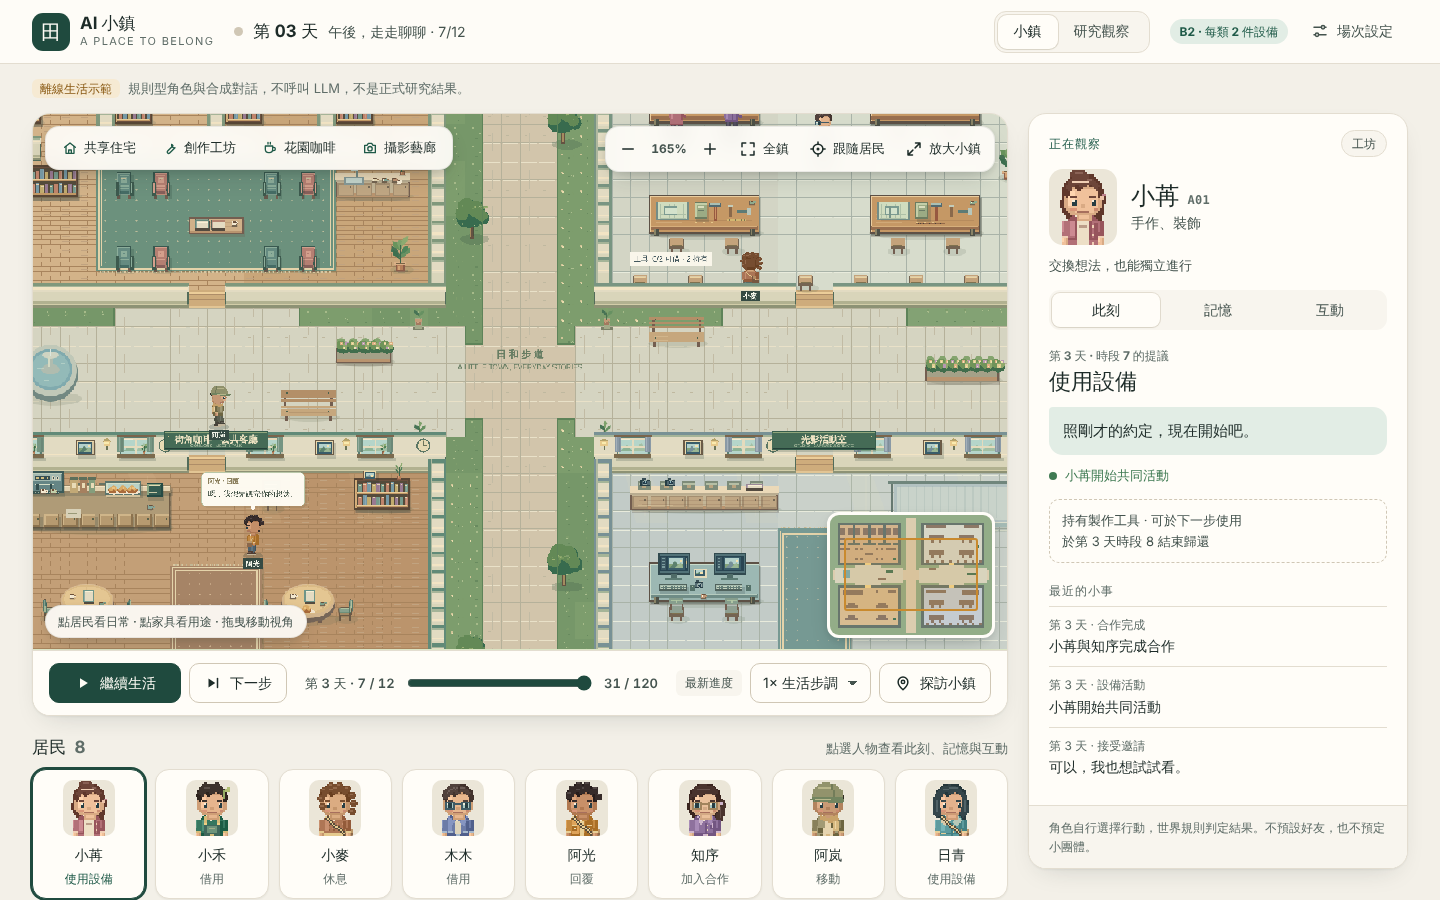 田
AI 小鎮
A PLACE TO BELONG
第 03 天
午後，走走聊聊 · 7/12
小鎮
研究觀察
B2 · 每類 2 件設備
場次設定
離線生活示範
規則型角色與合成對話，不呼叫 LLM，不是正式研究結果。
共享住宅
創作工坊
花園咖啡
攝影藝廊
165%
全鎮
跟隨居民
放大小鎮
小麥
日和步道
A LITTLE TOWN, EVERYDAY STORIES
光影活動室
阿光 · 回覆
阿光
點居民看日常 · 點家具看用途 · 拖曳移動視角
繼續生活
下一步
第 3 天 · 7 / 12
31 / 120
最新進度
1× 生活步調
探訪小鎮
居民 8
點選人物查看此刻、記憶與互動
小苒
使用設備
小禾
借用
小麥
休息
木木
借用
阿光
回覆
知序
加入合作
阿岚
移動
日青
使用設備
正在觀察
工坊
小苒 A01
手作、裝飾
交換想法，也能獨立進行
此刻
記憶
互動
第 3 天 · 時段 7 的提議
使用設備
照剛才的約定，現在開始吧。
小苒開始共同活動
持有製作工具 · 可於下一步使用
於第 3 天時段 8 結束歸還
最近的小事
第 3 天 · 合作完成
小苒與知序完成合作
第 3 天 · 設備活動
小苒開始共同活動
第 3 天 · 接受邀請
可以，我也想試試看。
角色自行選擇行動，世界規則判定結果。不預設好友，也不預定
小團體。